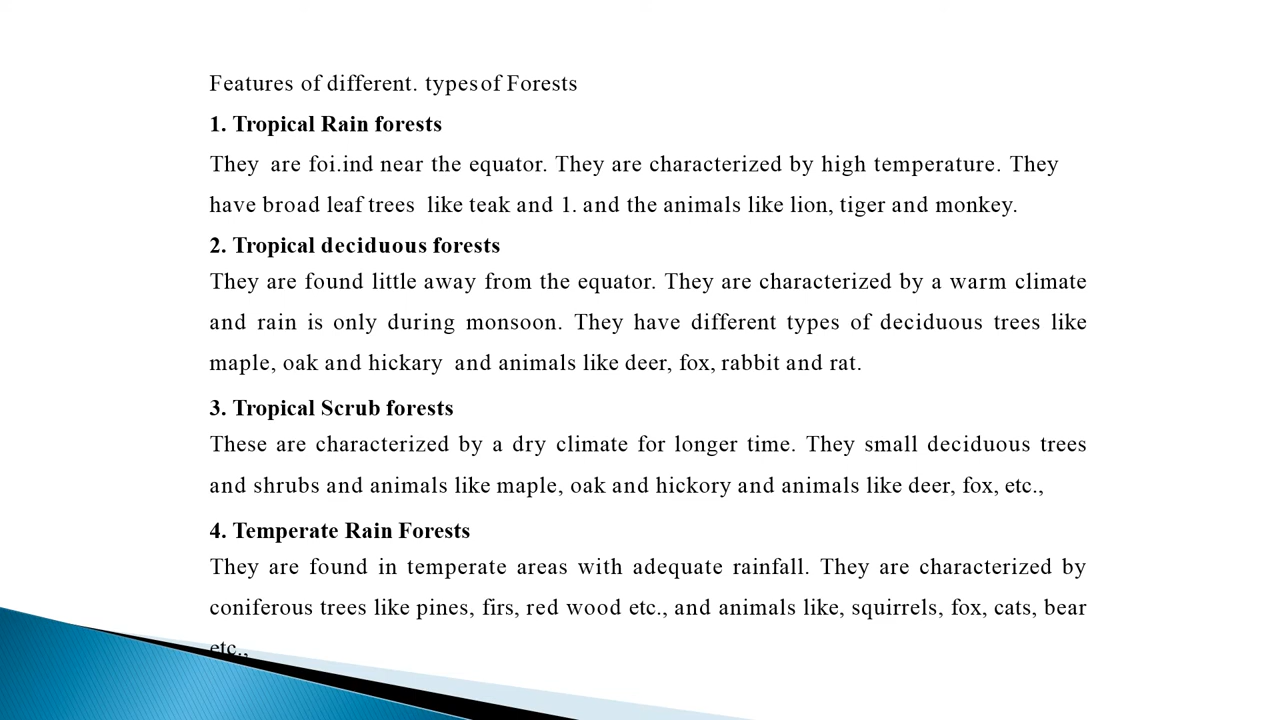 Features of different. types of Forests
1. Tropical Rain forests
They are foi.ind near the equator. They are characterized by high temperature. They
have broad leaf trees like teak and 1. and the animals like lion, tiger and monkey.
2. Tropical deciduous forests
They are found little away from the equator. They are characterized by a warm climate
and rain is only during monsoon. They have different types of deciduous trees like
maple, oak and hickary and animals like deer, fox, rabbit and rat.
3. Tropical Scrub forests
These are characterized by a dry climate for longer time. They small deciduous trees
and shrubs and animals like maple, oak and hickory and animals like deer, fox, etc.,
4. Temperate Rain Forests
They are found in temperate areas with adequate rainfall. They are characterized by
coniferous trees like pines, firs, red wood etc., and animals like, squirrels, fox, cats, bear
etc.,